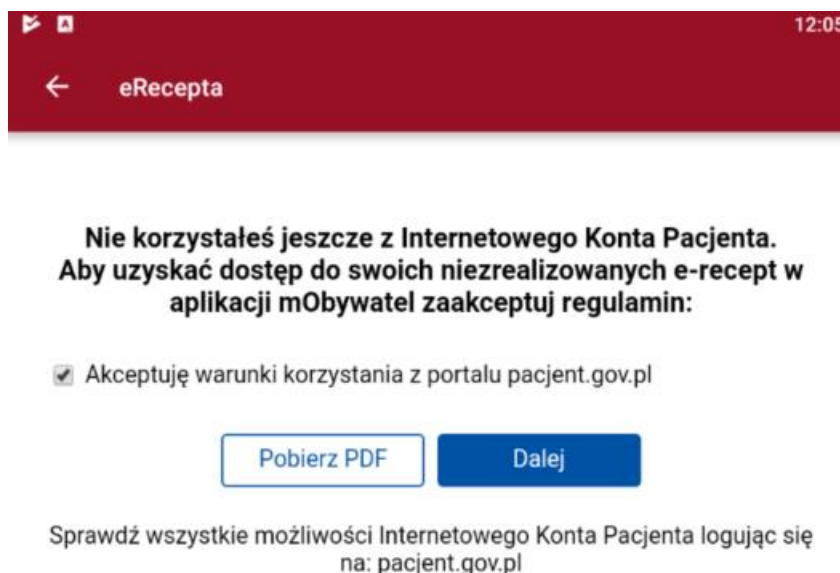 12:05
eRecepta
Nie korzystałeś jeszcze z Internetowego Konta Pacjenta.
Aby uzyskać dostęp do swoich niezrealizowanych e-recept w
aplikacji mObywatel zaakceptuj regulamin:
Akceptuję warunki korzystania z portalu pacjent.gov.pl
Pobierz PDF
Dalej
Sprawdź wszystkie możliwości Internetowego Konta Pacjenta logując się
na: pacjent.gov.pl